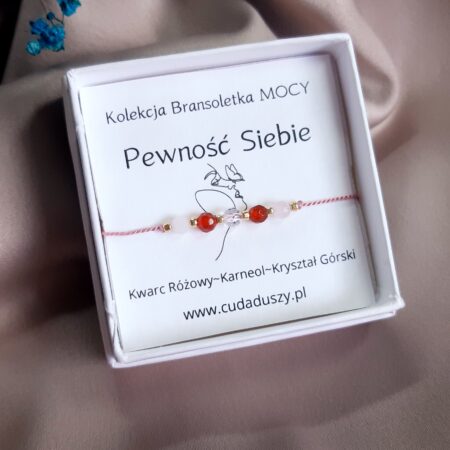 Kolekcja Bransoletka MOCY
Pewność Siebie
Kwarc Różowy~Karneol~Kryształ Górski
www.cudaduszy.pl